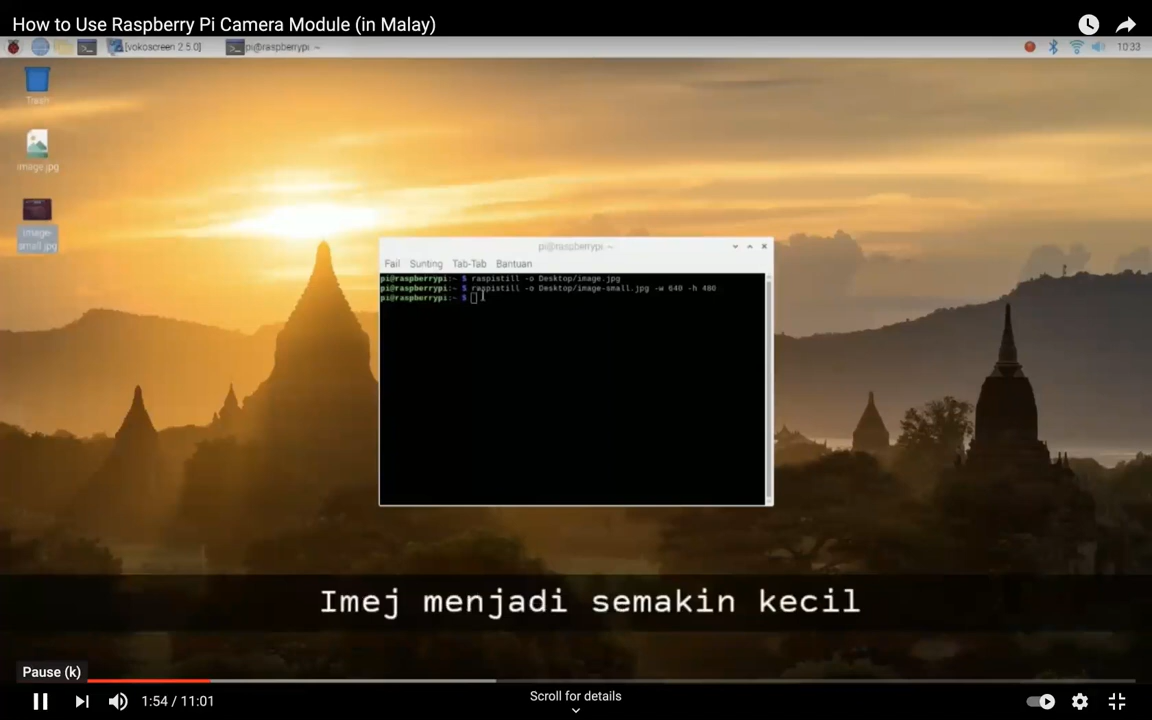 How to Use Raspberry Pi Camera Module (in Malay)
[vokoscreen 2.5.0]
pi@raspberrypi: ~
10:33
Trash
image.jpg
image-
small.jpg
pi@raspberrypi: ~
Fail Sunting Tab-Tab Bantuan
pi@raspberrypi:~ $ raspistill -o Desktop/image.jpg
pi@raspberrypi:~ $ raspistill -o Desktop/image-small.jpg -w 640 -h 480
pi@raspberrypi:~ $
Imej menjadi semakin kecil
Pause (k)
1:54 / 11:01
Scroll for details